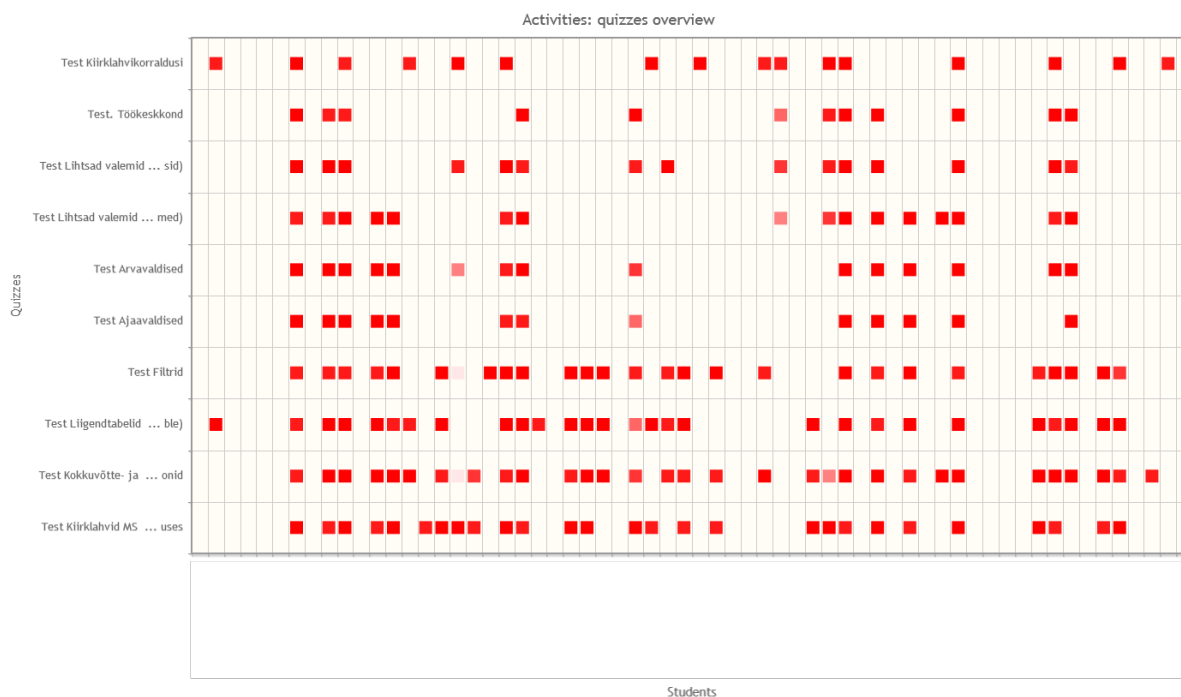 Activities: quizzes overview
Test Kiirklahvikorraldusi
Test. Töökeskkond
Test Lihtsad valemid ... sid)
Test Lihtsad valemid ... med)
Test Arvavaldised
Test Ajaavaldised
Test Filtrid
Test Liigendtabelid ... ble)
Test Kokkuvõtte- ja ... onid
Test Kiirklahvid MS ... uses
Quizzes
Students